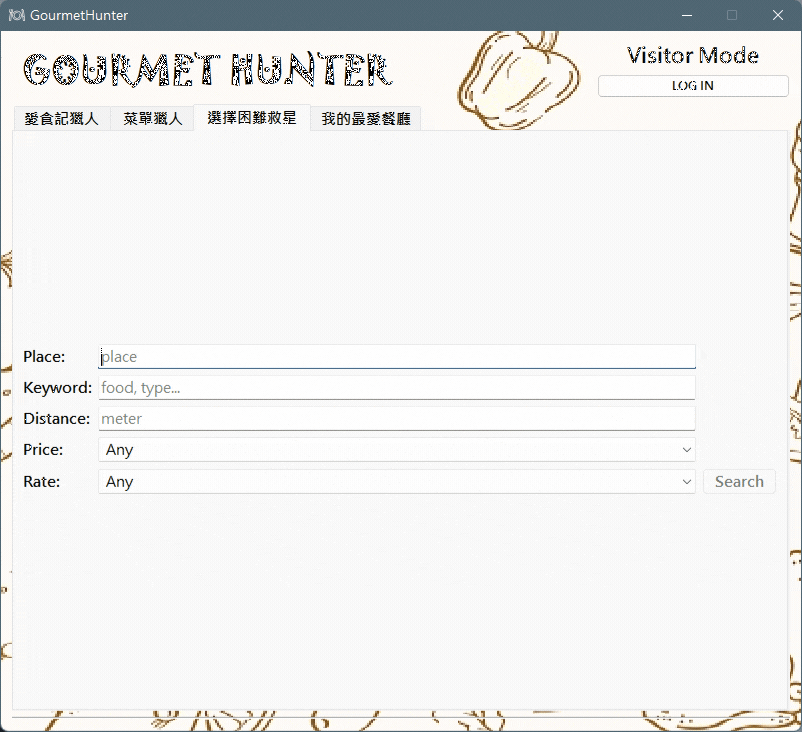 GourmetHunter
GOURMET HUNTER
Visitor Mode
LOG IN
愛食記獵人 菜單獵人 選擇困難救星 我的最愛餐廳
Place: place
Keyword: food, type...
Distance: meter
Price: Any
Rate: Any Search